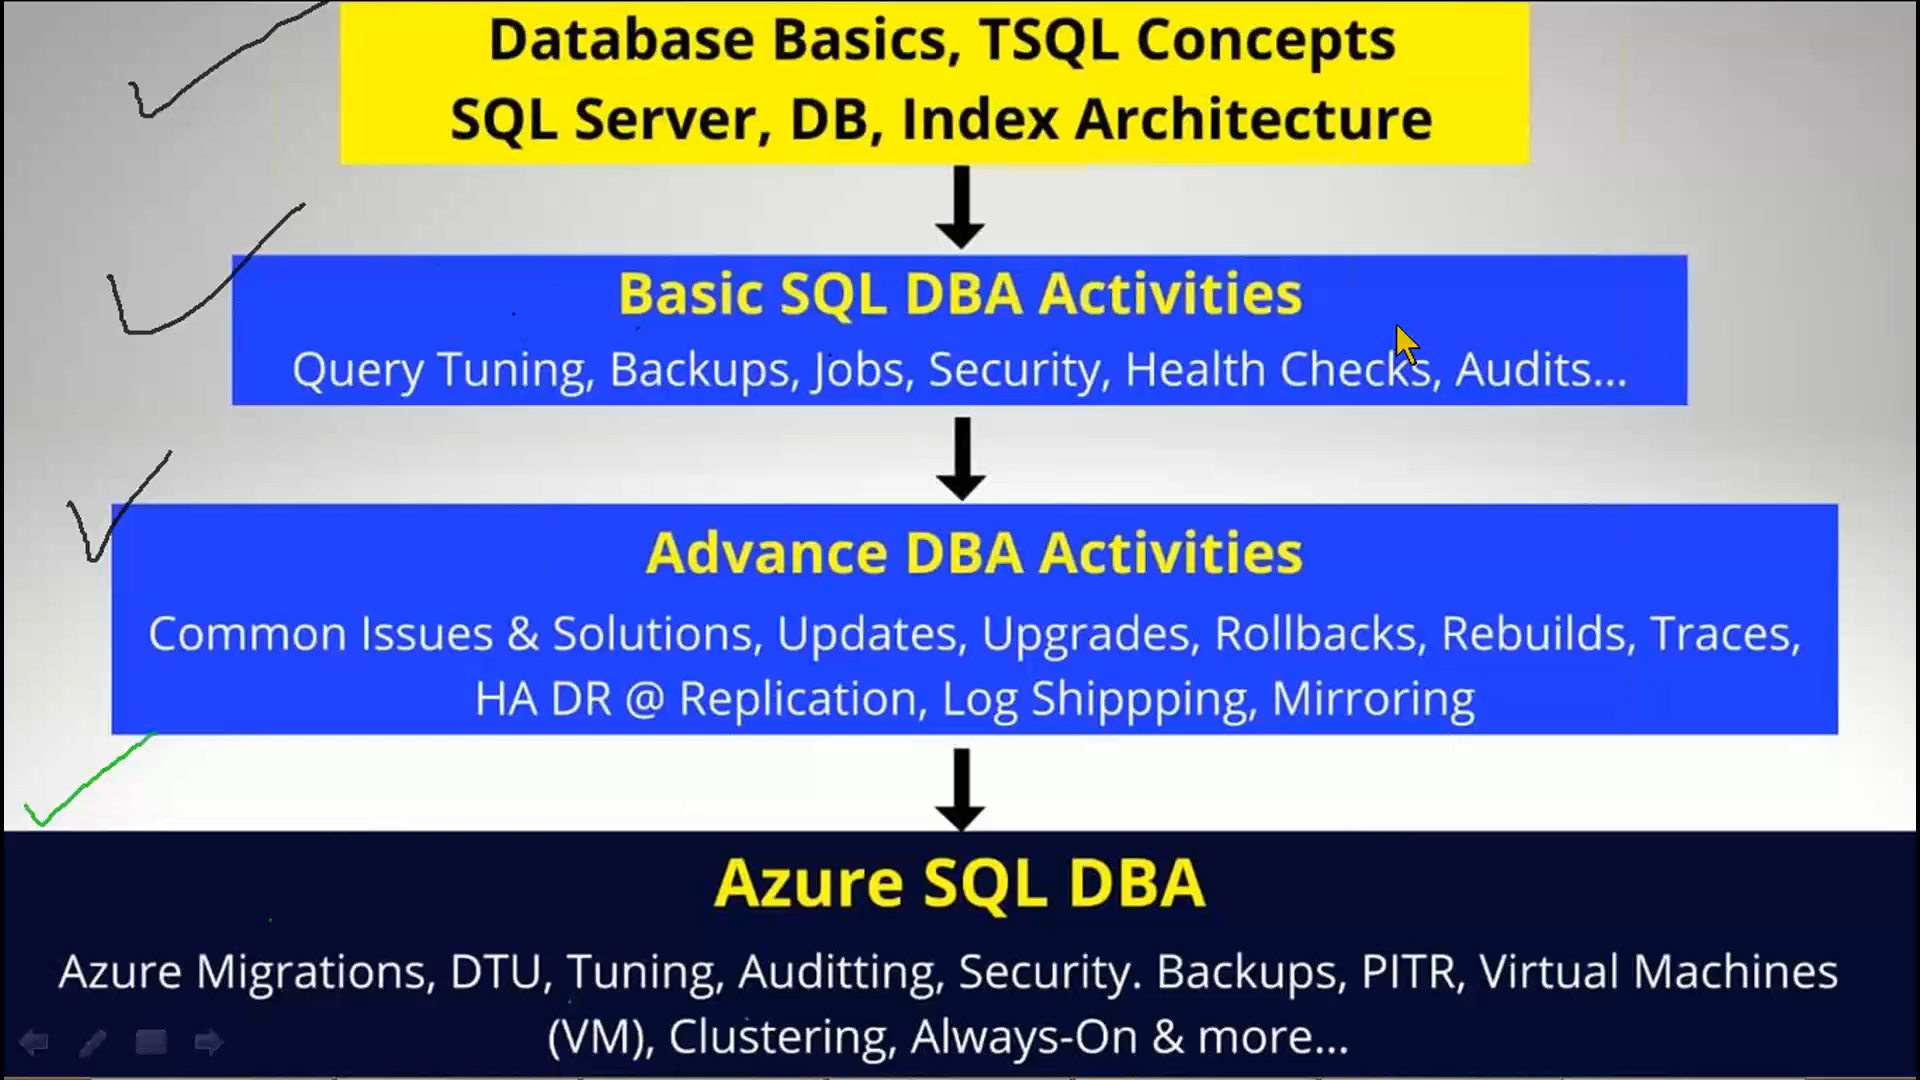 Database Basics, TSQL Concepts
SQL Server, DB, Index Architecture
Basic SQL DBA Activities
Query Tuning, Backups, Jobs, Security, Health Checks, Audits...
Advance DBA Activities
Common Issues & Solutions, Updates, Upgrades, Rollbacks, Rebuilds, Traces,
HA DR @ Replication, Log Shippping, Mirroring
Azure SQL DBA
Azure Migrations, DTU, Tuning, Auditting, Security. Backups, PITR, Virtual Machines
(VM), Clustering, Always-On & more...